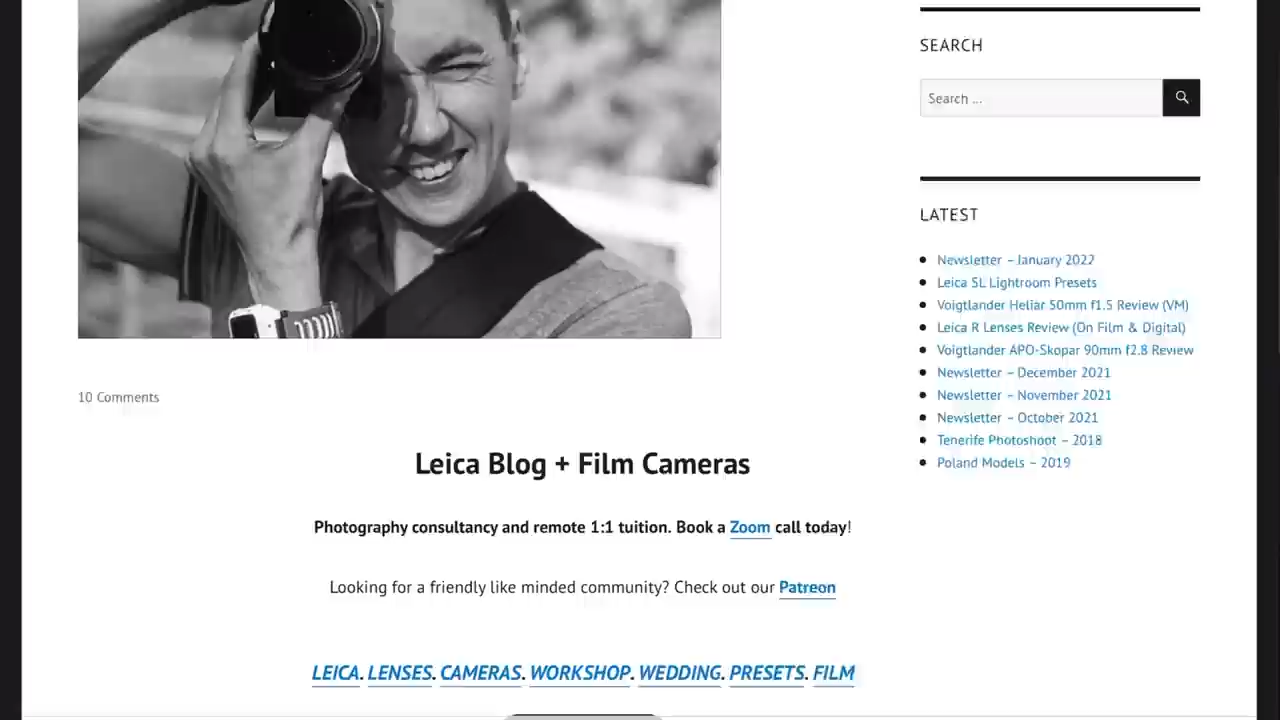 SEARCH
Search ...
LATEST
Newsletter – January 2022
Leica SL Lightroom Presets
Voigtlander Heliar 50mm f1.5 Review (VM)
Leica R Lenses Review (On Film & Digital)
Voigtlander APO-Skopar 90mm f2.8 Review
Newsletter – December 2021
Newsletter – November 2021
Newsletter – October 2021
Tenerife Photoshoot – 2018
Poland Models – 2019
10 Comments
Leica Blog + Film Cameras
Photography consultancy and remote 1:1 tuition. Book a Zoom call today!
Looking for a friendly like minded community? Check out our Patreon
LEICA. LENSES. CAMERAS. WORKSHOP. WEDDING. PRESETS. FILM